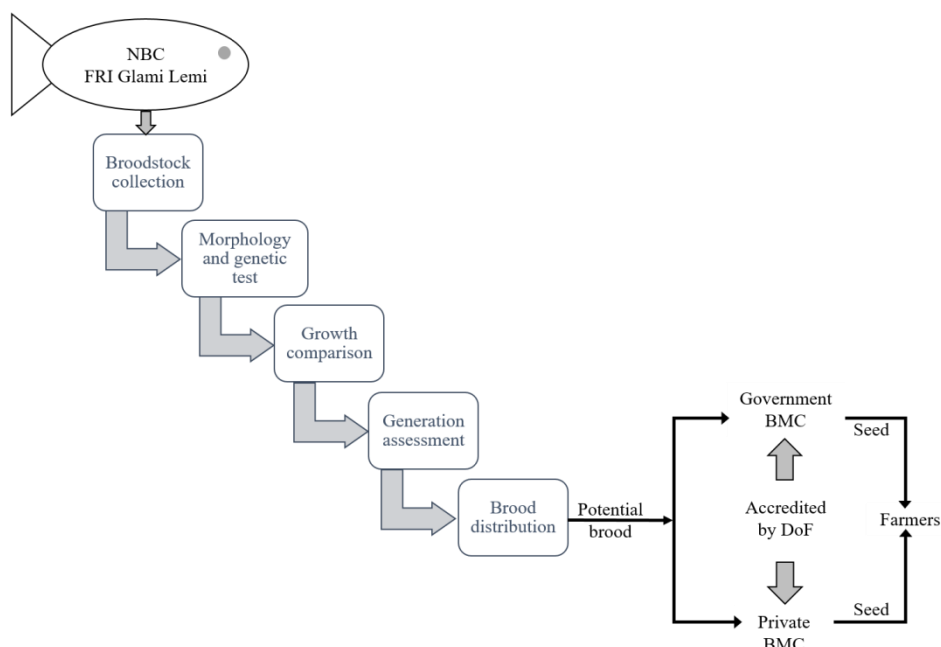 NBC
FRI Glami Lemi
Broodstock
collection
Morphology
and genetic
test
Growth
comparison
Generation
assessment
Brood
distribution
Potential
brood
Government
BMC
Seed
Accredited
by DoF
Farmers
Seed
Private
BMC